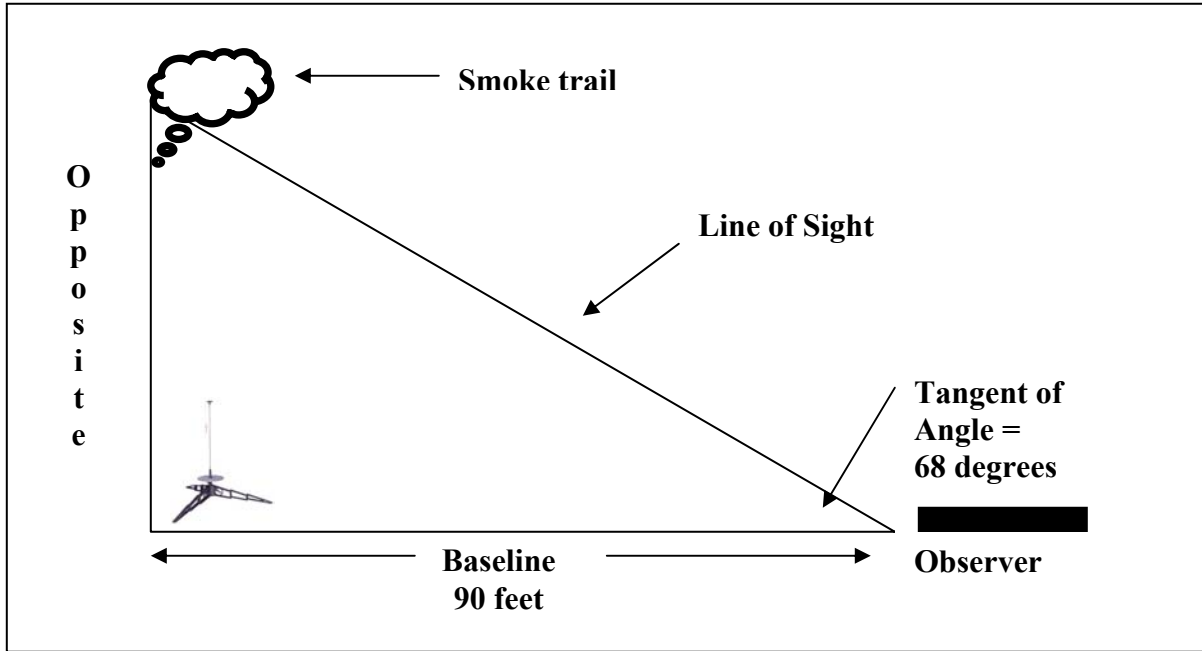 Smoke trail
Opposite
Line of Sight
Tangent of
Angle =
68 degrees
Baseline
90 feet
Observer